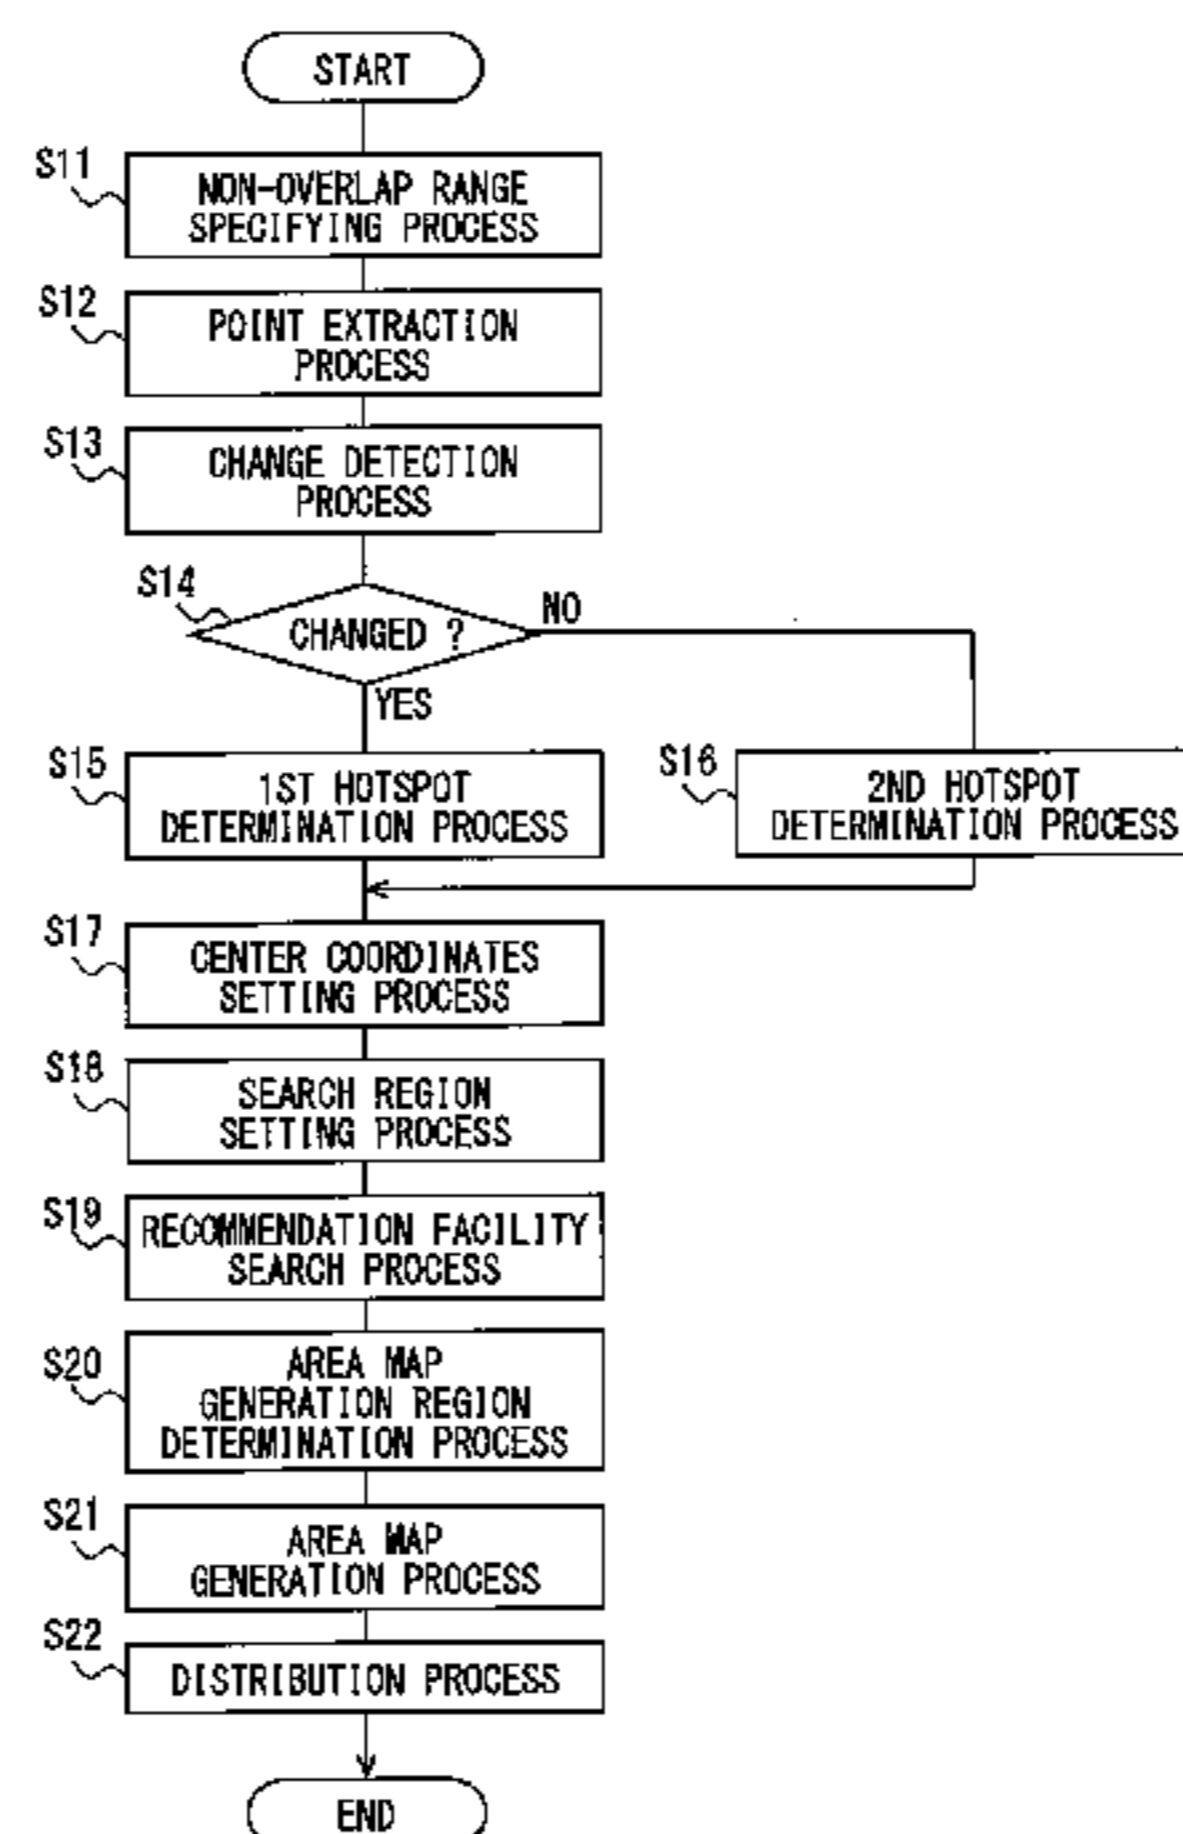 START
S11
NON-OVERLAP RANGE
SPECIFYING PROCESS
S12
POINT EXTRACTION
PROCESS
S13
CHANGE DETECTION
PROCESS
S14
CHANGED ?
NO
YES
S15
1ST HOTSPOT
DETERMINATION PROCESS
S16
2ND HOTSPOT
DETERMINATION PROCESS
S17
CENTER COORDINATES
SETTING PROCESS
S18
SEARCH REGION
SETTING PROCESS
S19
RECOMMENDATION FACILITY
SEARCH PROCESS
S20
AREA MAP
GENERATION REGION
DETERMINATION PROCESS
S21
AREA MAP
GENERATION PROCESS
S22
DISTRIBUTION PROCESS
END